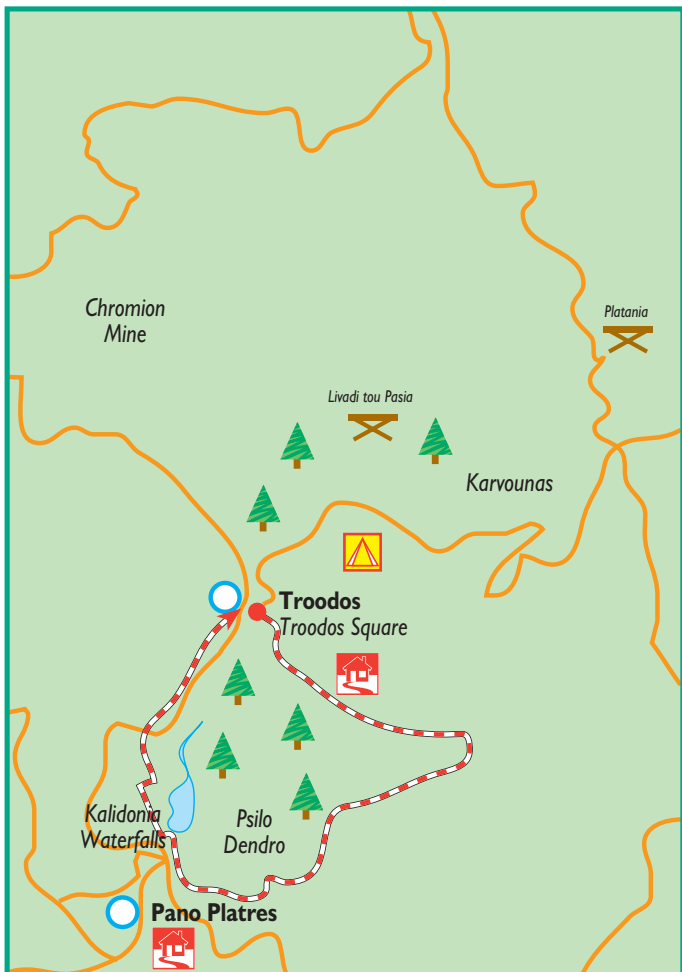 Chromion
Mine
Platania
Livadi tou Pasia
Karvounas
Troodos
Troodos Square
Kalidonia
Waterfalls
Psilo
Dendro
Pano Platres